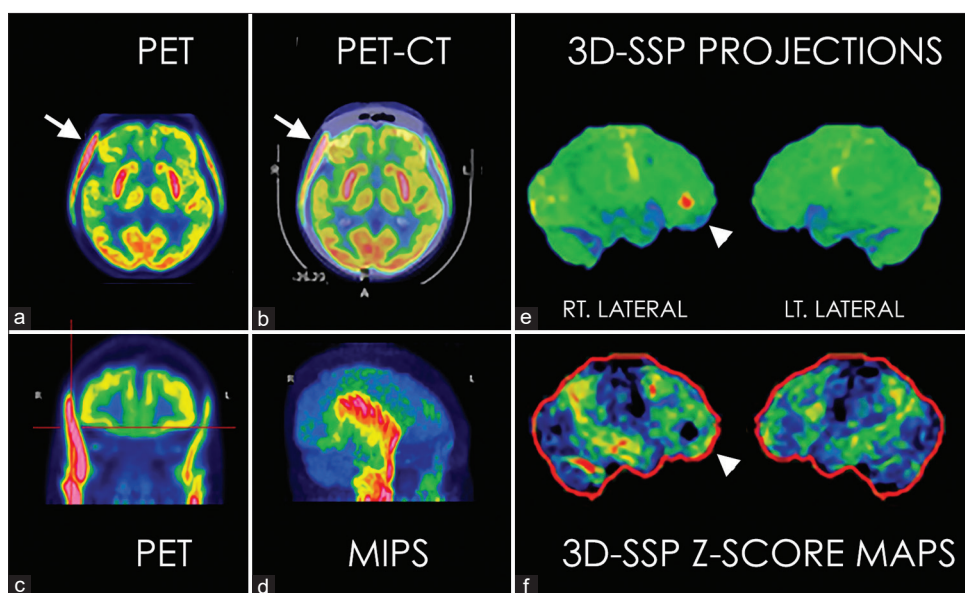 PET
PET-CT
3D-SSP PROJECTIONS
R
L
A
a
b
RT. LATERAL
LT. LATERAL
e
R
L
R
L
PET
MIPS
3D-SSP Z-SCORE MAPS
c
d
f